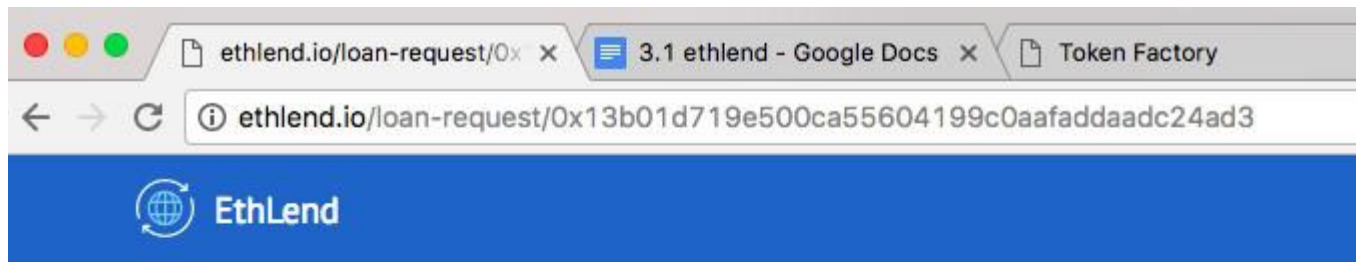 ethlend.io/loan-request/0x 3.1 ethlend - Google Docs Token Factory
ethlend.io/loan-request/0x13b01d719e500ca55604199c0aafaddaadc24ad3
EthLend